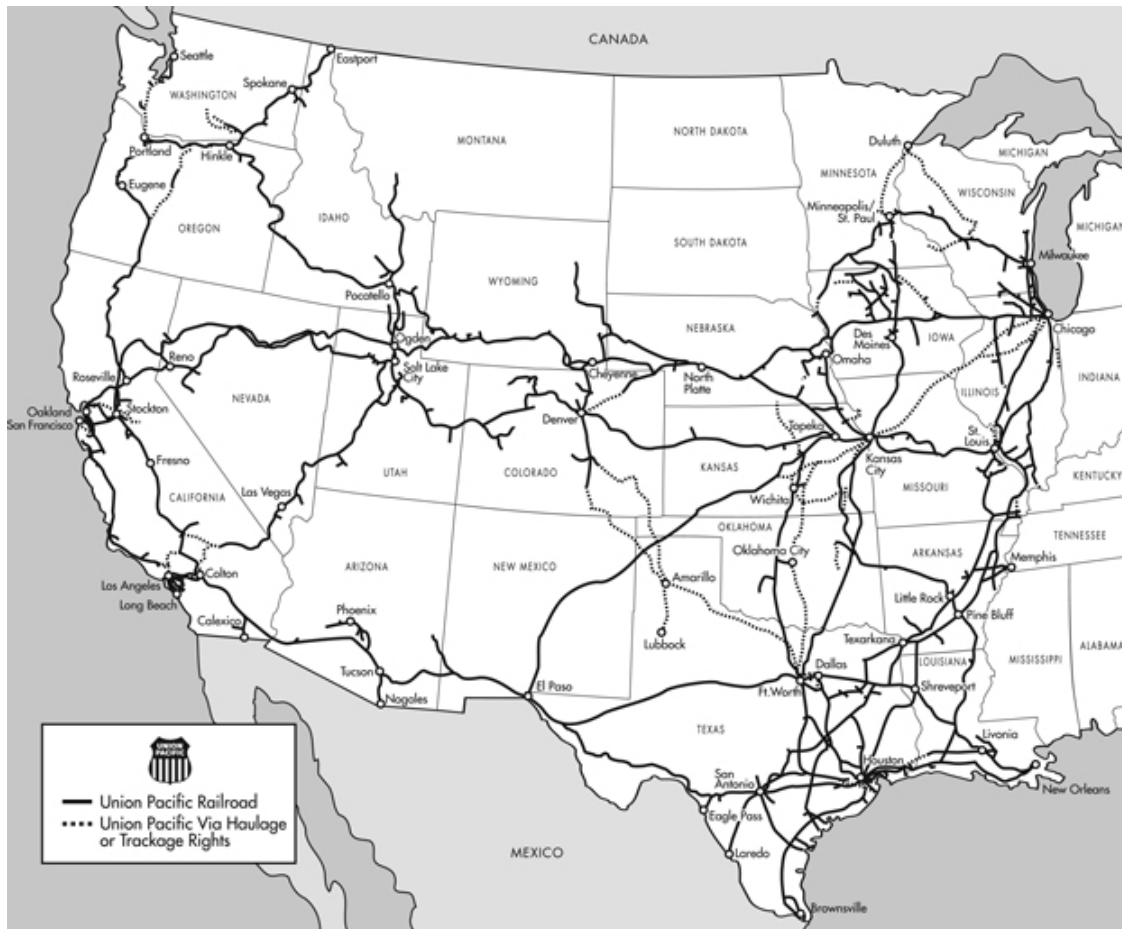 CANADA
Seattle
Eastport
Spokane
WASHINGTON
MONTANA
NORTH DAKOTA
Duluth
MICHIGAN
Portland
Hinkle
MINNESOTA
WISCONSIN
Eugene
IDAHO
Minneapolis/
St. Paul
MICHIGAN
OREGON
SOUTH DAKOTA
WYOMING
Milwaukee
Pocatello
NEBRASKA
Chicago
Ogden
Des
Moines
IOWA
Reno
Omaha
Salt Lake
City
Cheyenne
North
Platte
Roseville
INDIANA
NEVADA
ILLINOIS
Oakland
San Francisco
Stockton
Denver
Topeka
St.
Louis
Fresno
UTAH
COLORADO
KANSAS
Kansas
City
KENTUCKY
CALIFORNIA
Las Vegas
Wichita
MISSOURI
OKLAHOMA
TENNESSEE
Oklahoma City
ARKANSAS
Memphis
ARIZONA
NEW MEXICO
Los Angeles
Colton
Amarillo
Long Beach
Little Rock
Phoenix
Pine Bluff
Calexico
Lubbock
Texarkana
MISSISSIPPI
ALABAMA
LOUISIANA
Tucson
Dallas
El Paso
Ft. Worth
Shreveport
Nogales
TEXAS
Livonia
Houston
San
Antonio
New Orleans
Eagle Pass
MEXICO
Laredo
Brownsville
UNION
PACIFIC
Union Pacific Railroad
Union Pacific Via Haulage
or Trackage Rights